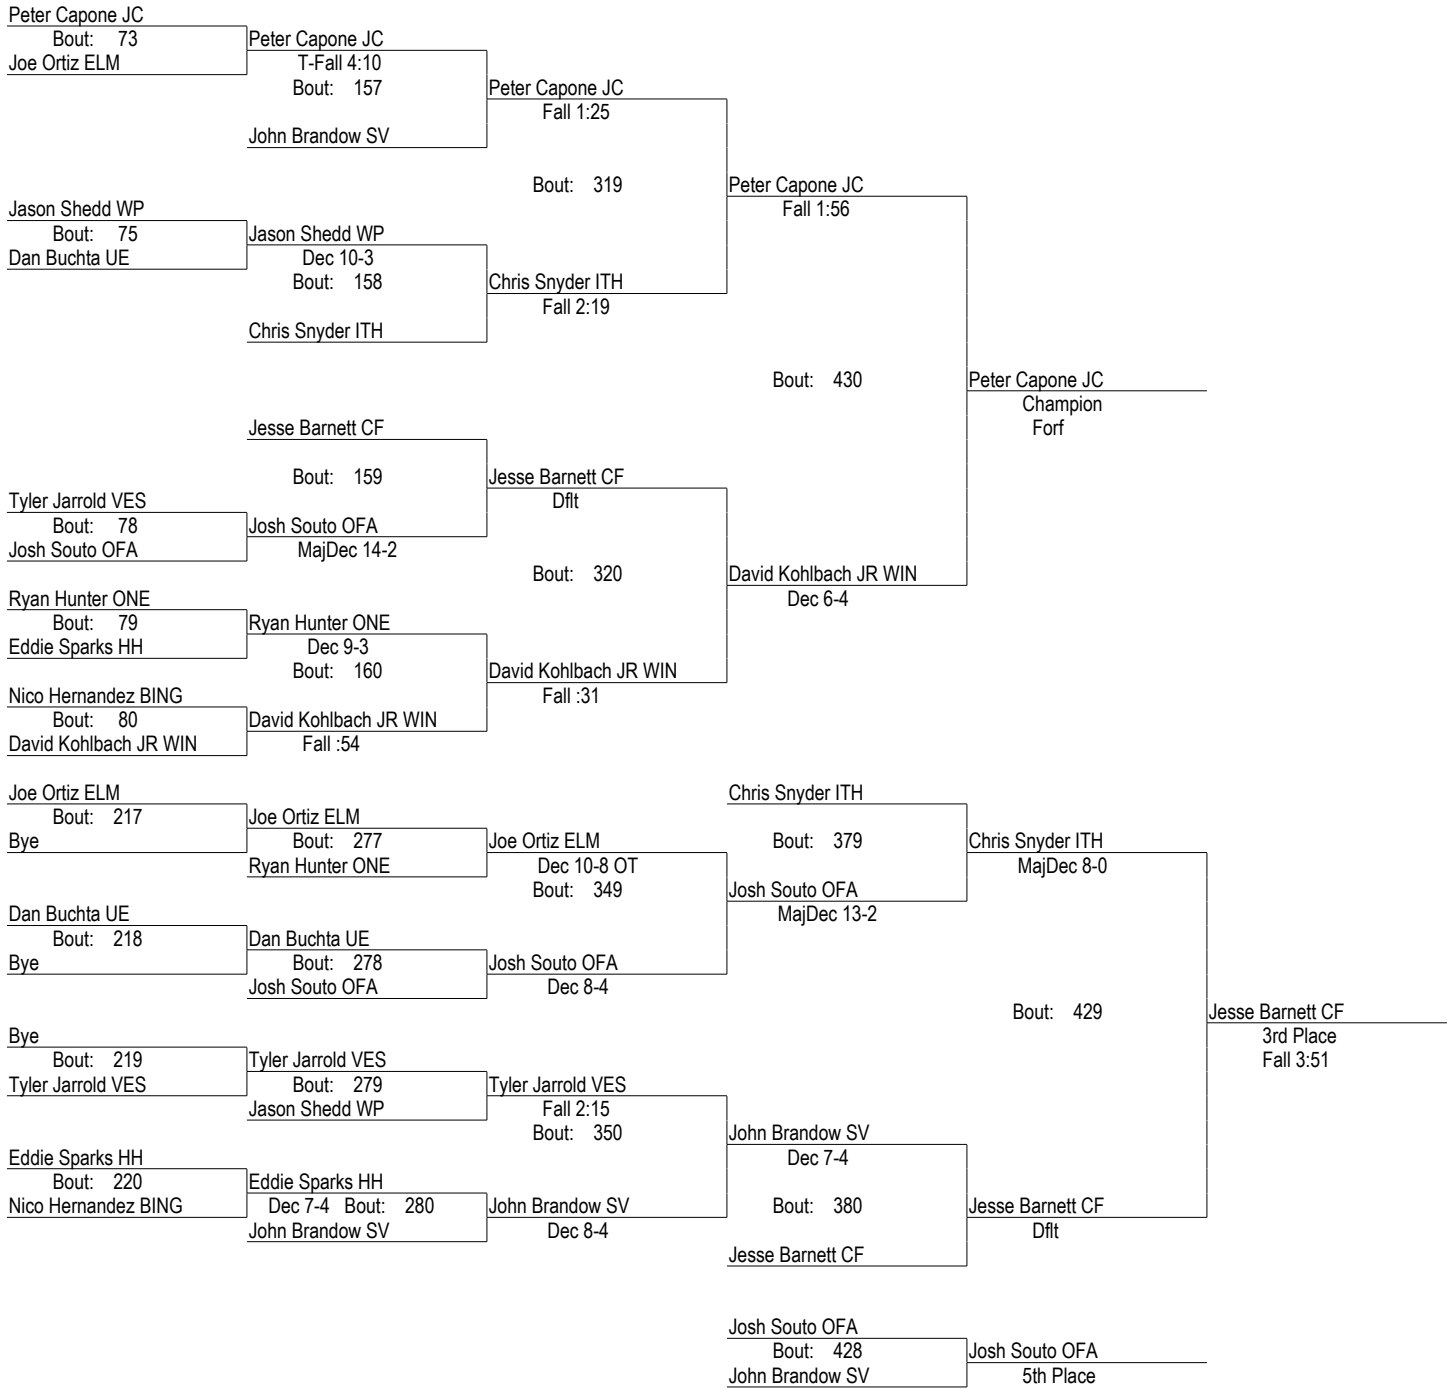 Peter Capone JC
Bout: 73 Peter Capone JC
Joe Ortiz ELM T-Fall 4:10
Bout: 157 Peter Capone JC
Fall 1:25
John Brandow SV
Bout: 319 Peter Capone JC
Jason Shedd WP Fall 1:56
Bout: 75 Jason Shedd WP
Dan Buchta UE Dec 10-3
Bout: 158 Chris Snyder ITH
Fall 2:19
Chris Snyder ITH
Bout: 430 Peter Capone JC
Champion
Jesse Barnett CF Forf
Bout: 159 Jesse Barnett CF
Tyler Jarrold VES Dflt
Bout: 78 Josh Souto OFA
Josh Souto OFA MajDec 14-2
Bout: 320 David Kohlbach JR WIN
Ryan Hunter ONE Dec 6-4
Bout: 79 Ryan Hunter ONE
Eddie Sparks HH Dec 9-3
Bout: 160 David Kohlbach JR WIN
Nico Hernandez BING Fall :31
Bout: 80 David Kohlbach JR WIN
David Kohlbach JR WIN Fall :54
Joe Ortiz ELM Chris Snyder ITH
Bout: 217 Joe Ortiz ELM
Bye Bout: 277 Joe Ortiz ELM Bout: 379 Chris Snyder ITH
Ryan Hunter ONE Dec 10-8 OT MajDec 8-0
Bout: 349 Josh Souto OFA
Dan Buchta UE MajDec 13-2
Bout: 218 Dan Buchta UE
Bye Bout: 278 Josh Souto OFA
Josh Souto OFA Dec 8-4
Bout: 429 Jesse Barnett CF
Bye 3rd Place
Bout: 219 Tyler Jarrold VES Fall 3:51
Tyler Jarrold VES Bout: 279 Tyler Jarrold VES
Jason Shedd WP Fall 2:15
Bout: 350 John Brandow SV
Eddie Sparks HH Dec 7-4
Bout: 220 Eddie Sparks HH
Nico Hernandez BING Dec 7-4 Bout: 280 John Brandow SV Bout: 380 Jesse Barnett CF
John Brandow SV Dec 8-4 Dflt
Jesse Barnett CF
Josh Souto OFA
Bout: 428 Josh Souto OFA
John Brandow SV 5th Place